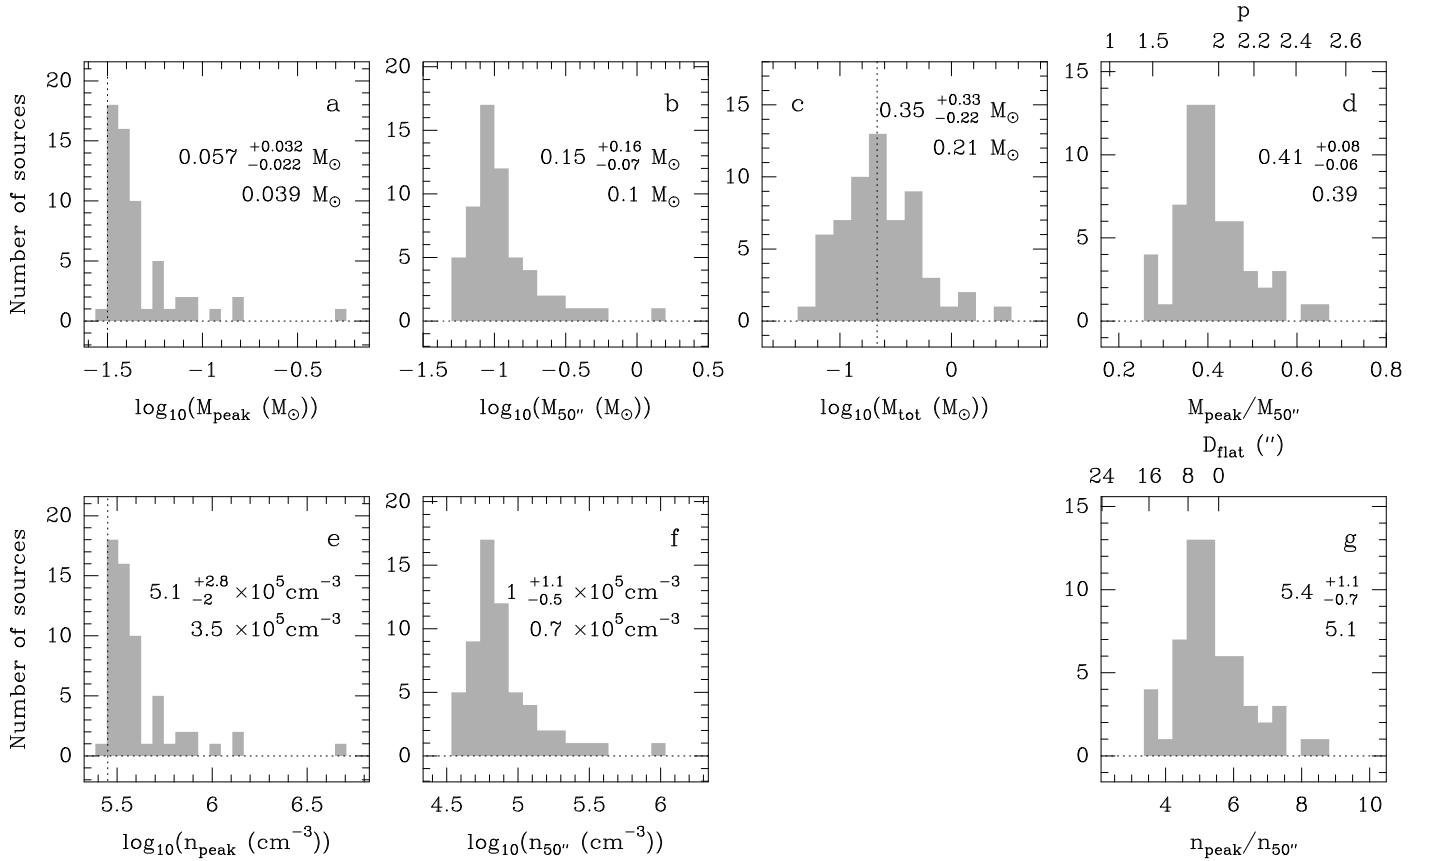 p
1 1.5 2 2.2 2.4 2.6
Number of sources
20
15
10
5
0
a
0.057 +0.032 −0.022 M⊙
0.039 M⊙
−1.5 −1 −0.5
log10(Mpeak (M⊙))
20
15
10
5
0
b
0.15 +0.16 −0.07 M⊙
0.1 M⊙
−1.5 −1 −0.5 0 0.5
log10(M50″ (M⊙))
15
10
5
0
c
0.35 +0.33 −0.22 M⊙
0.21 M⊙
−1 0
log10(Mtot (M⊙))
15
10
5
0
d
0.41 +0.08 −0.06
0.39
0.2 0.4 0.6 0.8
Mpeak/M50″
Number of sources
20
15
10
5
0
e
5.1 +2.8 −2 ×10⁵cm⁻³
3.5 ×10⁵cm⁻³
5.5 6 6.5
log10(npeak (cm⁻³))
20
15
10
5
0
f
1 +1.1 −0.5 ×10⁵cm⁻³
0.7 ×10⁵cm⁻³
4.5 5 5.5 6
log10(n50″ (cm⁻³))
Dflat (″)
24 16 8 0
15
10
5
0
g
5.4 +1.1 −0.7
5.1
4 6 8 10
npeak/n50″